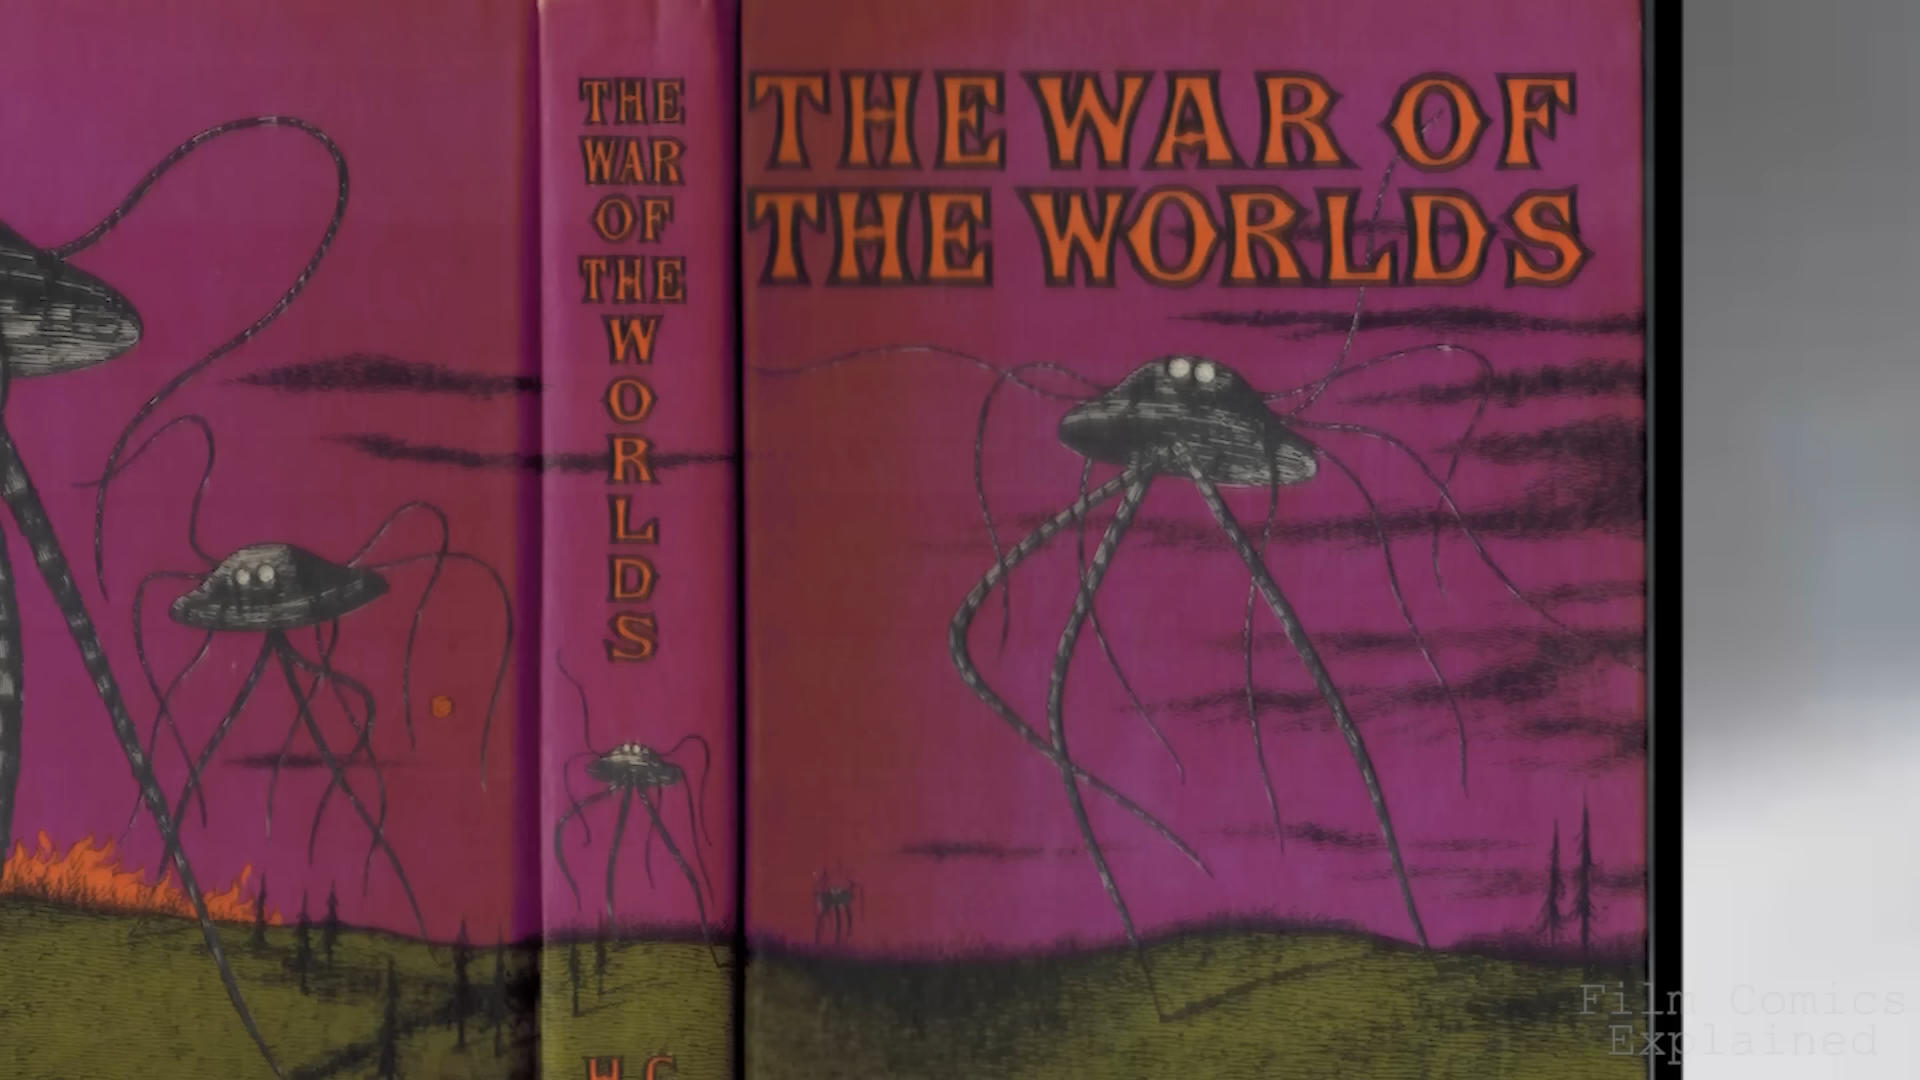 THE
WAR
OF
THE
WORLDS
THE WAR OF
THE WORLDS
Film Comics
Explained